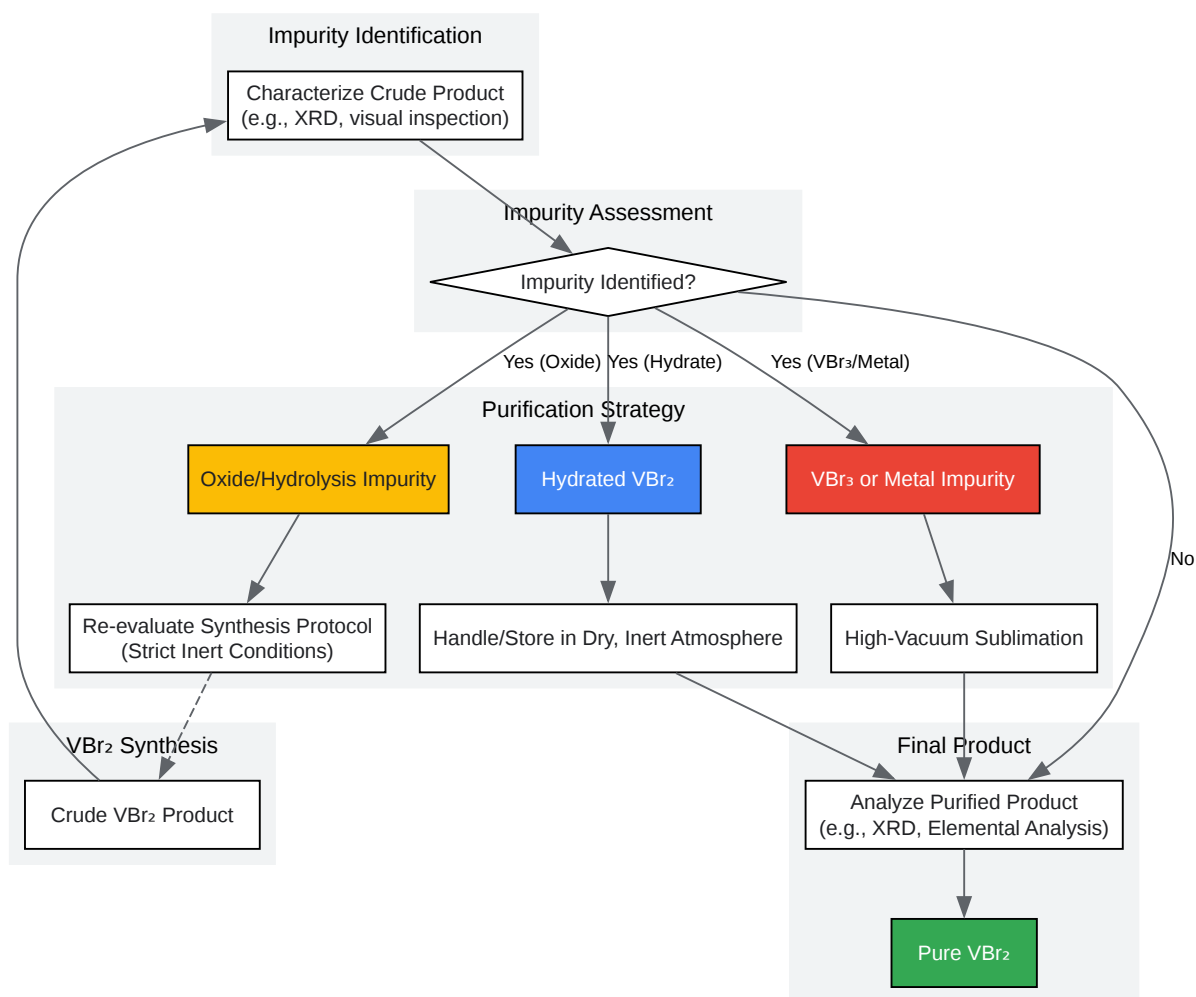 Impurity Identification
Characterize Crude Product
(e.g., XRD, visual inspection)
Impurity Assessment
Impurity Identified?
Yes (Oxide)
Yes (Hydrate)
Yes (VBr₃/Metal)
Purification Strategy
Oxide/Hydrolysis Impurity
Hydrated VBr₂
VBr₃ or Metal Impurity
No
Re-evaluate Synthesis Protocol
(Strict Inert Conditions)
Handle/Store in Dry, Inert Atmosphere
High-Vacuum Sublimation
VBr₂ Synthesis
Crude VBr₂ Product
Final Product
Analyze Purified Product
(e.g., XRD, Elemental Analysis)
Pure VBr₂